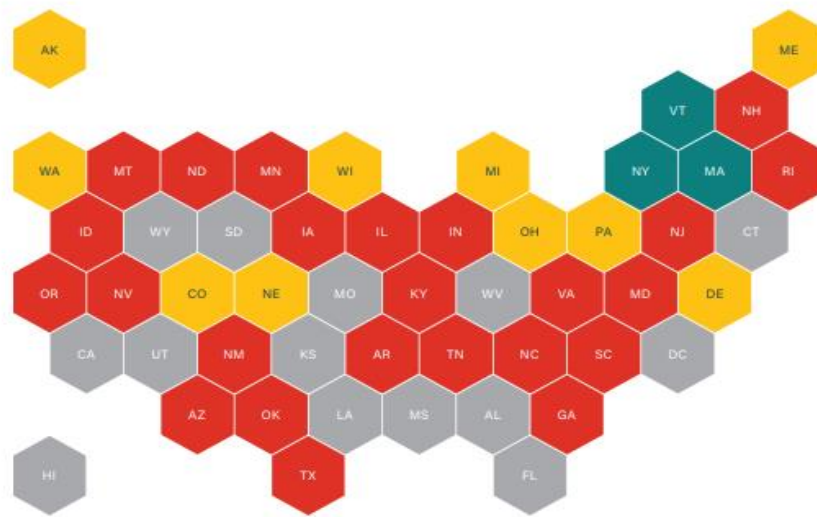 AK ME
VT NH
WA MT ND MN WI MI NY MA RI
ID WY SD IA IL IN OH PA NJ CT
OR NV CO NE MO KY WV VA MD DE
CA UT NM KS AR TN NC SC DC
AZ OK LA MS AL GA
HI TX FL